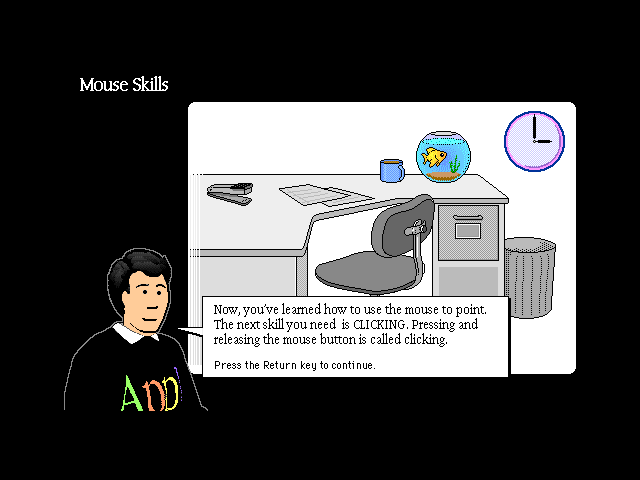 Mouse Skills
Now, you've learned how to use the mouse to point.
The next skill you need is CLICKING. Pressing and
releasing the mouse button is called clicking.
Press the Return key to continue.
Appl